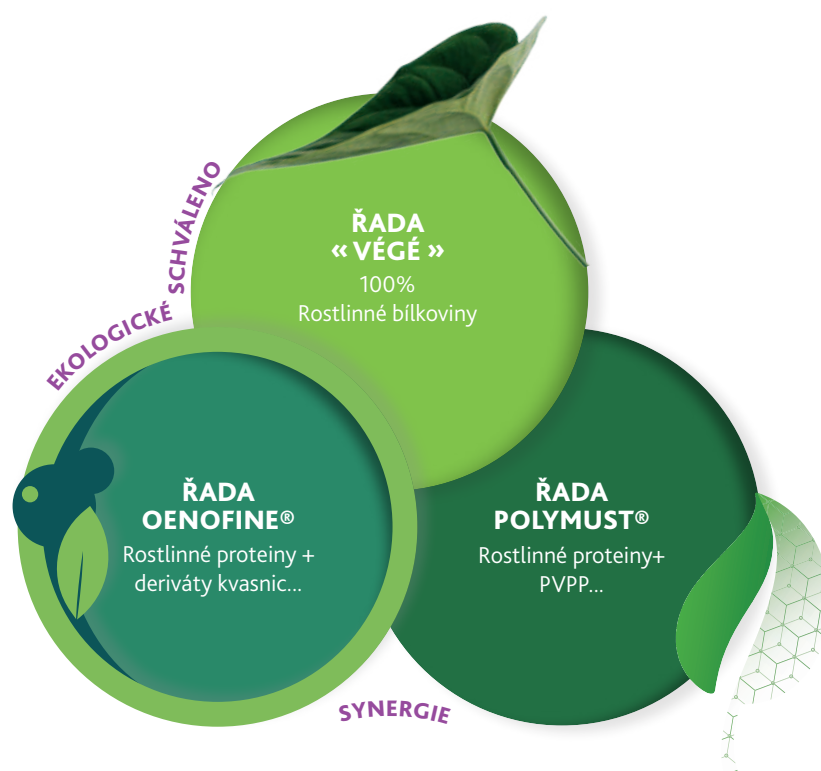 EKOLOGICKÉ SCHVÁLENO
ŘADA
« VÉGÉ »
100%
Rostlinné bílkoviny
ŘADA
OENOFINE®
Rostlinné proteiny +
deriváty kvasnic...
ŘADA
POLYMUST®
Rostlinné proteiny+
PVPP...
SYNERGIE